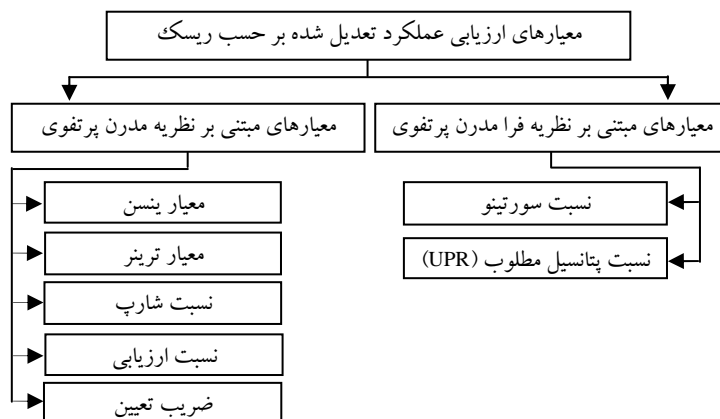 معیارهای ارزیابی عملکرد تعدیل شده بر حسب ریسک
معیارهای مبتنی بر نظریه فرا مدرن پرتفوی
نسبت سورتینو
نسبت پتانسیل مطلوب (UPR)
معیارهای مبتنی بر نظریه مدرن پرتفوی
معیار ینسن
معیار ترینر
نسبت شارپ
نسبت ارزیابی
ضریب تعیین